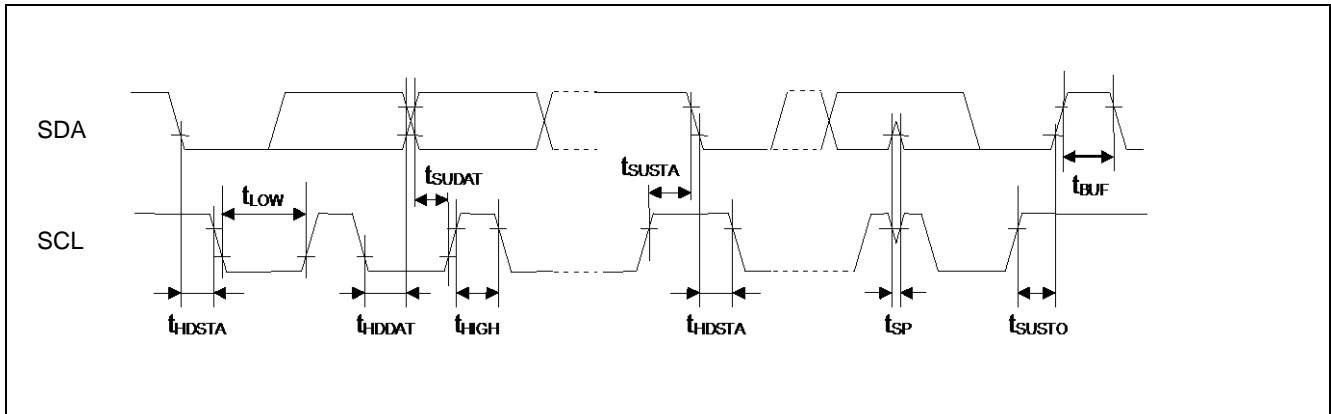 SDA
tSUDAT
tSUSTA
tBUF
tLOW
SCL
tHDSTA
tHDDAT
tHIGH
tHDSTA
tSP
tSUSTO